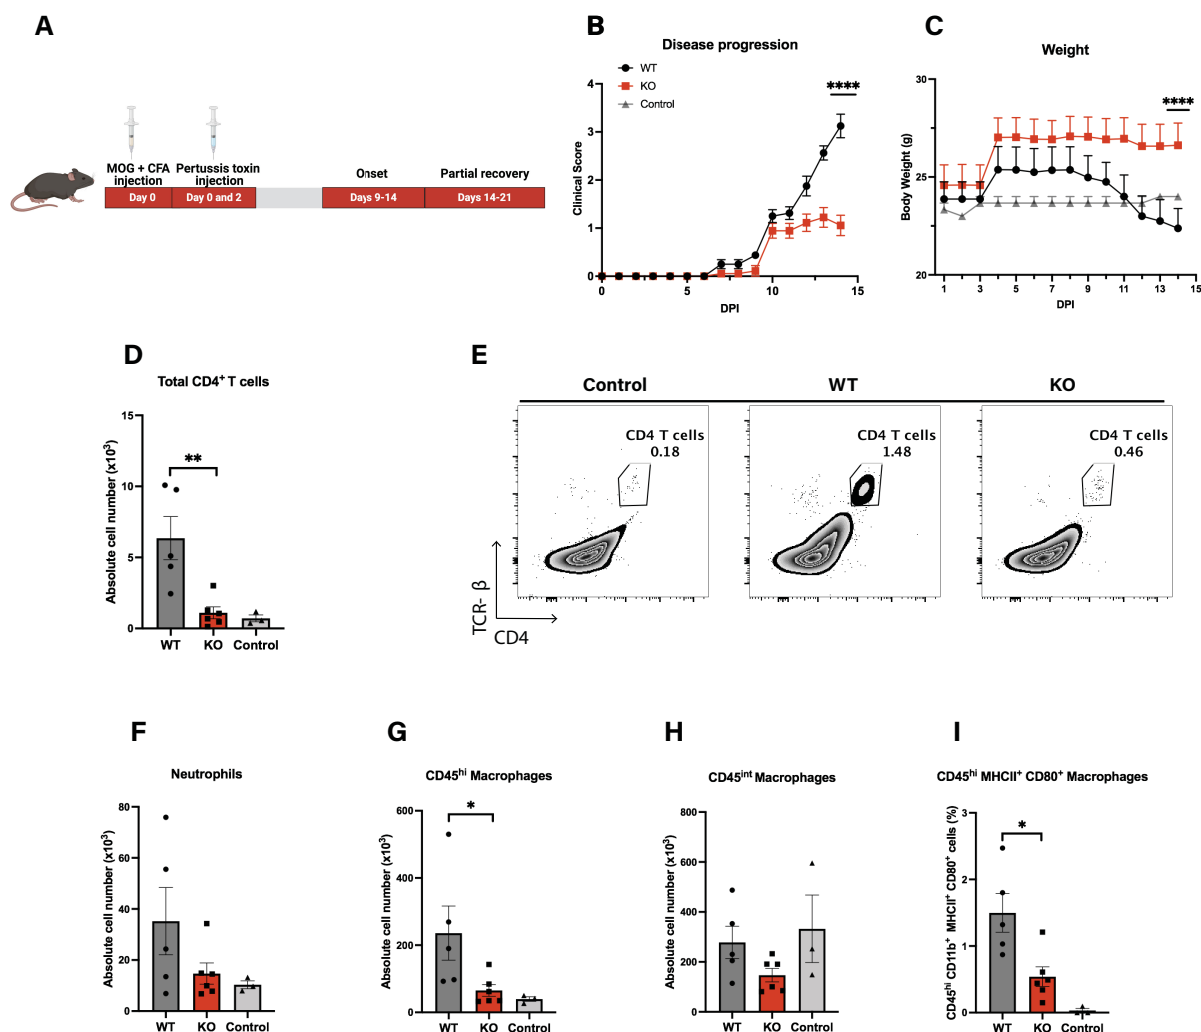 A
MOG + CFA
injection
Pertussis toxin
injection
Onset
Partial recovery
Day 0
Day 0 and 2
Days 9-14
Days 14-21
B
Disease progression
WT
KO
Control
****
Clinical Score
4
3
2
1
0
0
5
10
15
DPI
C
Weight
****
Body Weight (g)
30
25
20
1
3
5
7
9
11
13
15
DPI
D
Total CD4+ T cells
Absolute cell number (x10³)
15
10
5
0
**
WT
KO
Control
E
Control
WT
KO
CD4 T cells
0.18
CD4 T cells
1.48
CD4 T cells
0.46
TCR- β
CD4
F
Neutrophils
Absolute cell number (x10³)
80
60
40
20
0
WT
KO
Control
G
CD45hi Macrophages
Absolute cell number (x10³)
600
400
200
0
*
WT
KO
Control
H
CD45int Macrophages
Absolute cell number (x10³)
800
600
400
200
0
WT
KO
Control
I
CD45hi MHCII+ CD80+ Macrophages
CD45hi CD11b+ MHCII+ CD80+ cells (%)
3
2
1
0
*
WT
KO
Control